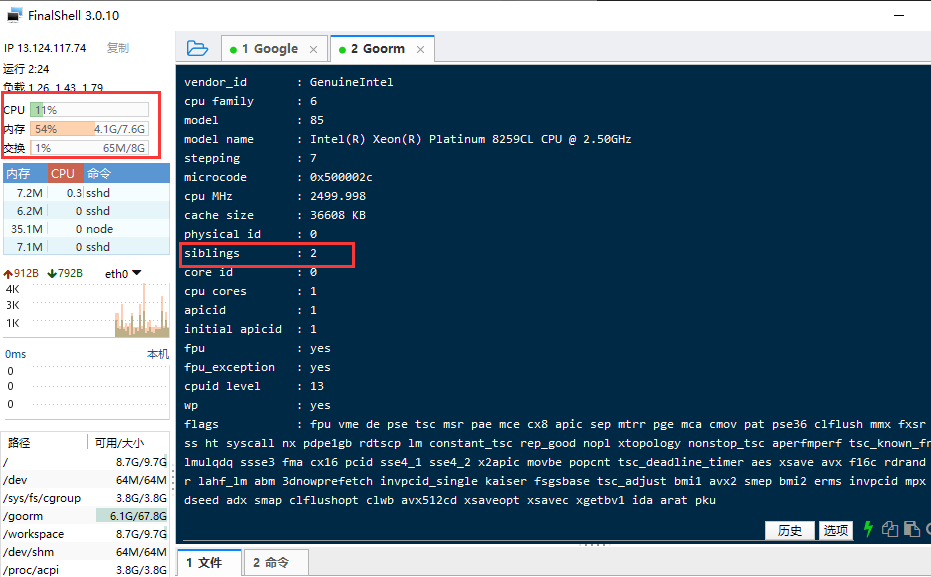 FinalShell 3.0.10
IP 13.124.117.74 复制
运行 2:24
负载 1.26, 1.43, 1.79
CPU 11%
内存 54% 4.1G/7.6G
交换 1% 65M/8G
内存 CPU 命令
7.2M 0.3 sshd
6.2M 0 sshd
35.1M 0 node
7.1M 0 sshd
912B 792B eth0
4K
3K
1K
0ms 本机
0
0
0
路径 可用/大小
/ 8.7G/9.7G
/dev 64M/64M
/sys/fs/cgroup 3.8G/3.8G
/goorm 6.1G/67.8G
/workspace 8.7G/9.7G
/dev/shm 64M/64M
/proc/acpi 3.8G/3.8G
1 Google
2 Goorm
vendor_id : GenuineIntel
cpu family : 6
model : 85
model name : Intel(R) Xeon(R) Platinum 8259CL CPU @ 2.50GHz
stepping : 7
microcode : 0x500002c
cpu MHz : 2499.998
cache size : 36608 KB
physical id : 0
siblings : 2
core id : 0
cpu cores : 1
apicid : 1
initial apicid : 1
fpu : yes
fpu_exception : yes
cpuid level : 13
wp : yes
flags : fpu vme de pse tsc msr pae mce cx8 apic sep mtrr pge mca cmov pat pse36 clflush mmx fxsr
ss ht syscall nx pdpe1gb rdtscp lm constant_tsc rep_good nopl xtopology nonstop_tsc aperfmperf tsc_known_fr
lmulqdq ssse3 fma cx16 pcid sse4_1 sse4_2 x2apic movbe popcnt tsc_deadline_timer aes xsave avx f16c rdrand
r lahf_lm abm 3dnowprefetch invpcid_single kaiser fsgsbase tsc_adjust bmi1 avx2 smep bmi2 erms invpcid mpx
dseed adx smap clflushopt clwb avx512cd xsaveopt xsavec xgetbv1 ida arat pku
历史 选项
1 文件 2 命令